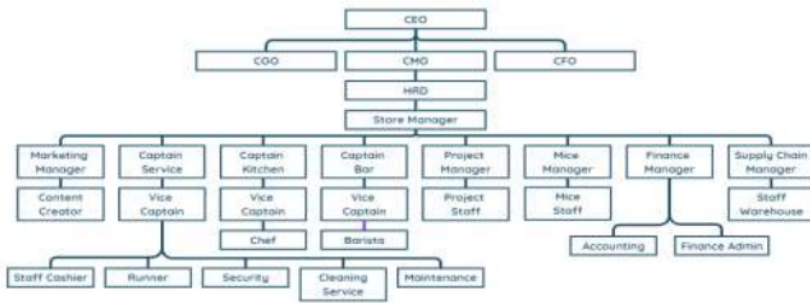 CEO
CGO
CMO
CFO
HRD
Store Manager
Marketing
Manager
Captain
Service
Captain
Kitchen
Captain
Bar
Project
Manager
Mice
Manager
Finance
Manager
Supply Chain
Manager
Content
Creator
Vice
Captain
Vice
Captain
Vice
Captain
Project
Staff
Mice
Staff
Staff
Warehouse
Chef
Barista
Accounting
Finance Admin
Staff Cashier
Runner
Security
Cleaning
Service
Maintenance